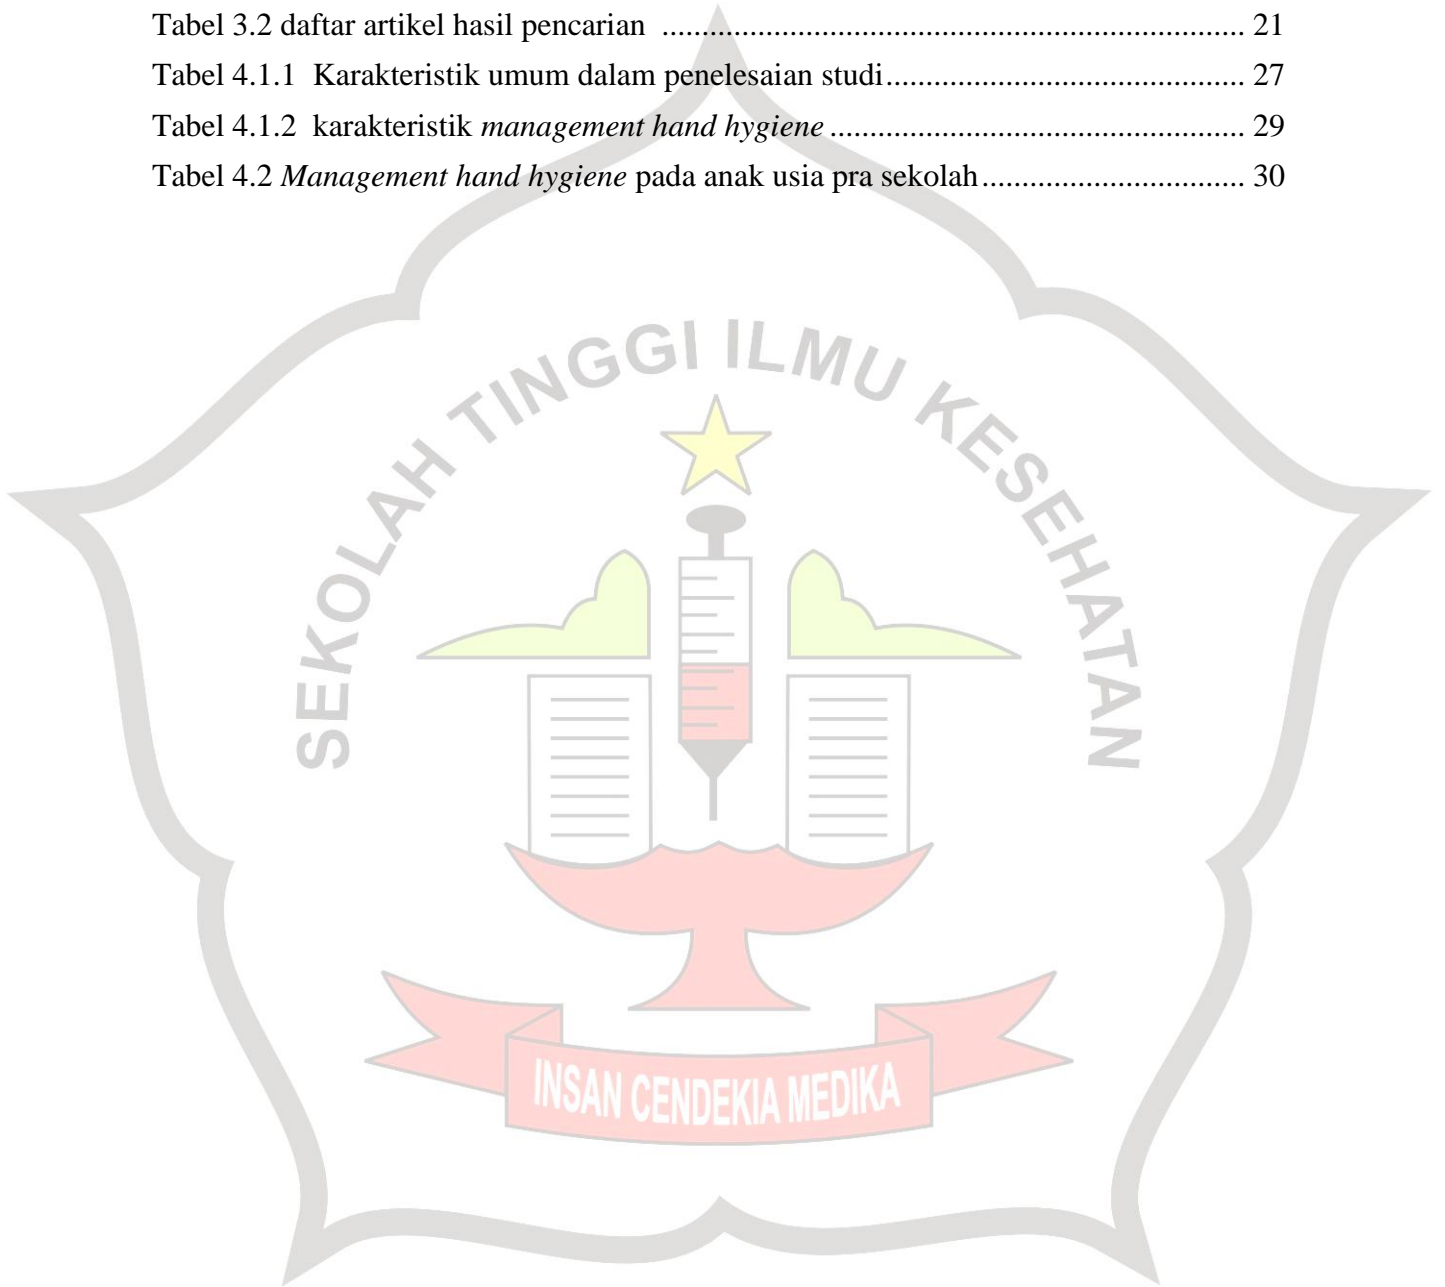 Tabel 3.2 daftar artikel hasil pencarian ........................................................................ 21
Tabel 4.1.1 Karakteristik umum dalam penelesaian studi............................................ 27
Tabel 4.1.2 karakteristik management hand hygiene ................................................... 29
Tabel 4.2 Management hand hygiene pada anak usia pra sekolah................................ 30
SEKOLAH TINGGI ILMU KESEHATAN
INSAN CENDEKIA MEDIKA